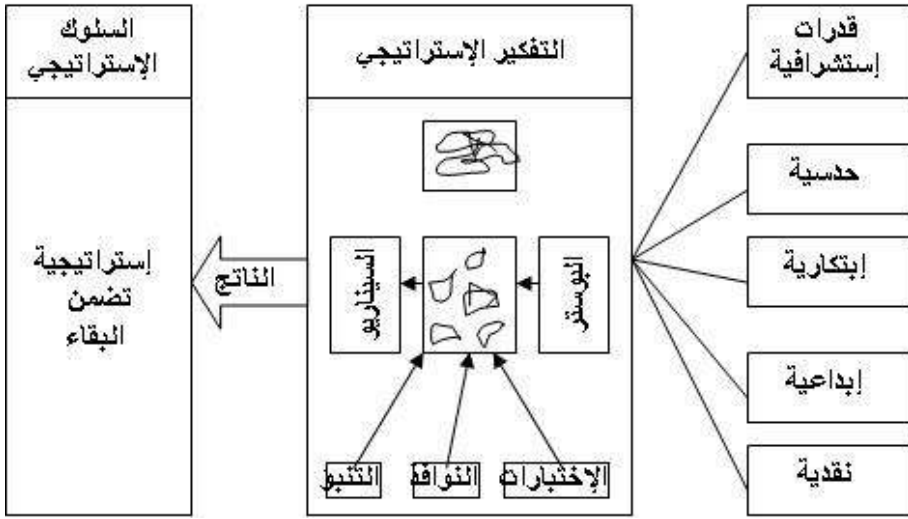 قدرات
إستشرافية
حدسية
إبتكارية
إبداعية
نقدية
التفكير الإستراتيجي
البوستر
السيناريو
الإختبارات
النوافذ
التنبؤ
الناتج
السلوك
الإستراتيجي
إستراتيجية
تضمن
البقاء